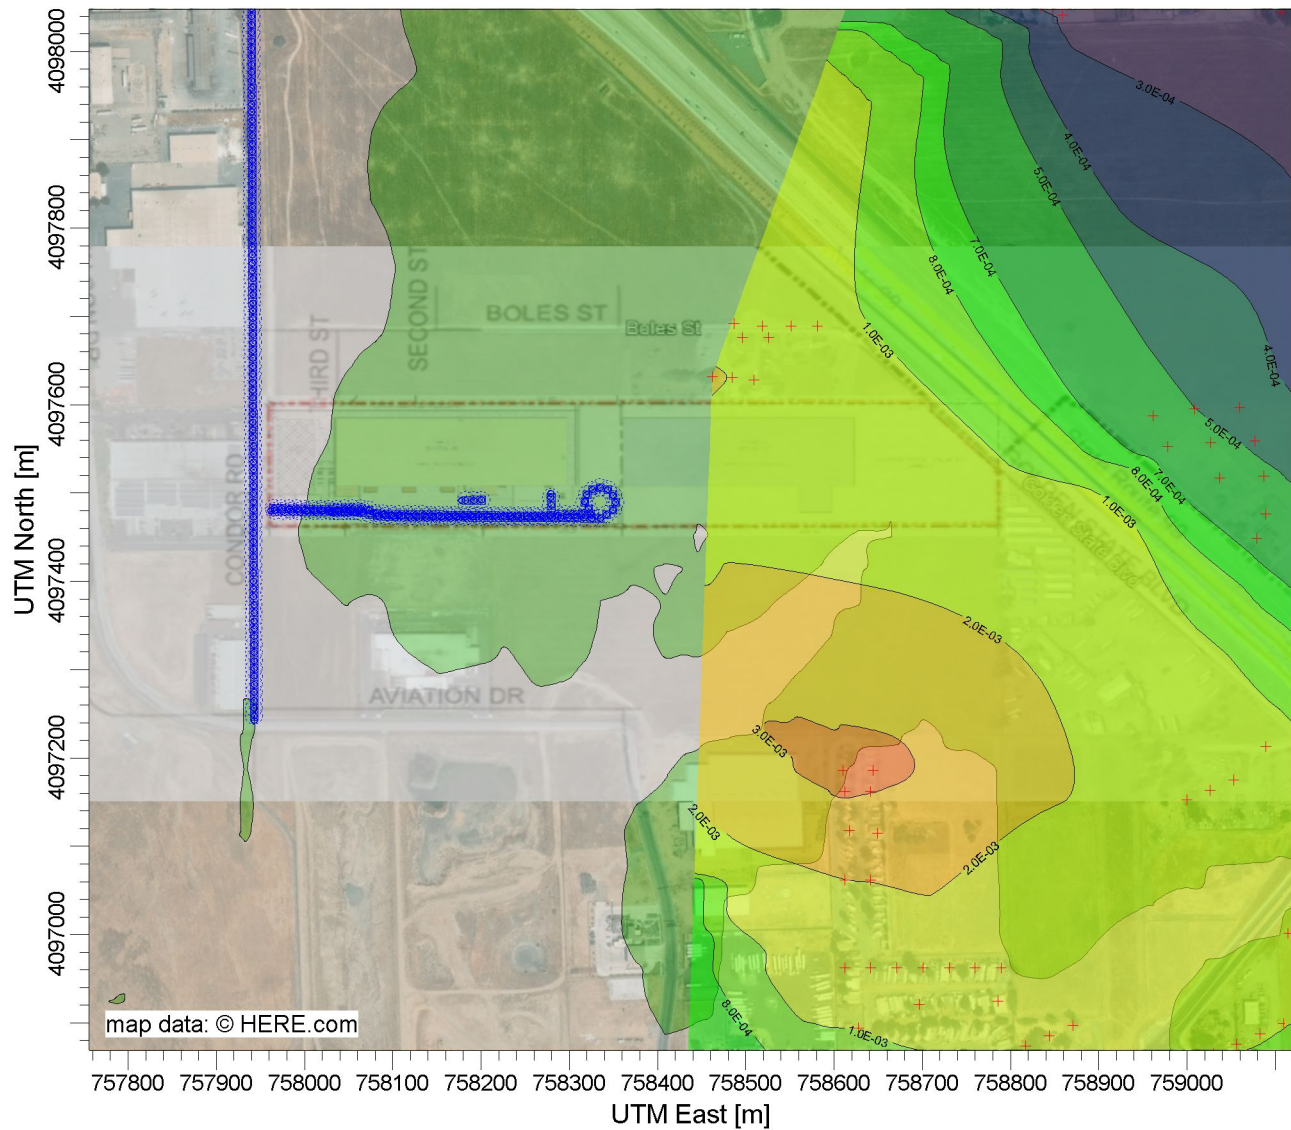 UTM North [m]
4098000
4097800
4097600
4097400
4097200
4097000
3.0E-04
4.0E-04
5.0E-04
7.0E-04
8.0E-04
1.0E-03
SECOND ST
BOLES ST
Boles St
THIRD ST
4.0E-04
5.0E-04
CONDOR RD
7.0E-04
8.0E-04
1.0E-03
2.0E-03
AVIATION DR
3.0E-03
2.0E-03
2.0E-03
8.0E-04
1.0E-03
map data: © HERE.com
757800
757900
758000
758100
758200
758300
758400
758500
758600
758700
758800
758900
759000
UTM East [m]